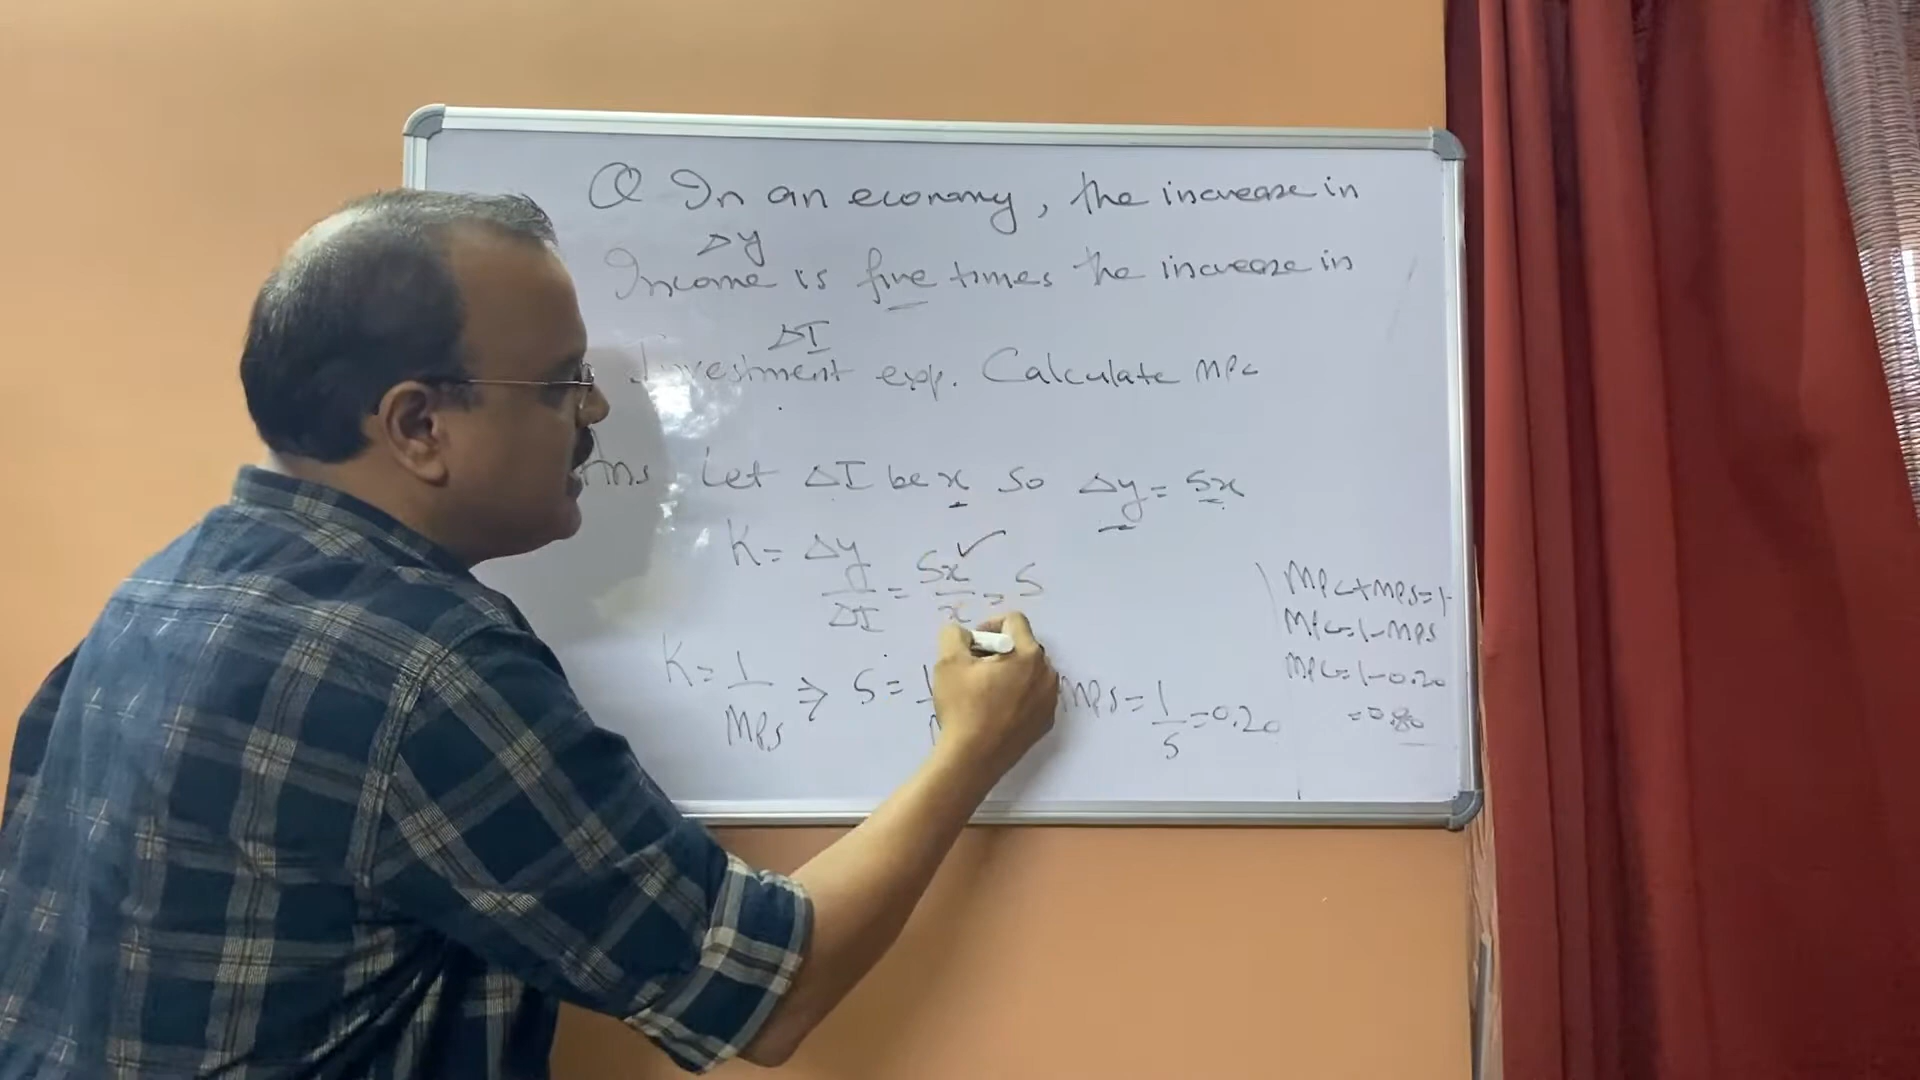 Q In an economy, the increase in
Δy
Income is five times the increase in
ΔI
Investment exp. Calculate MPC
Ans Let ΔI be x so Δy = 5x
K = Δy/ΔI = 5x/x = 5
K = 1/MPS ⇒ 5 = MPS = 1/5 = 0.20
MPC + MPS = 1
MPC = 1 - MPS
MPC = 1 - 0.20
= 0.80